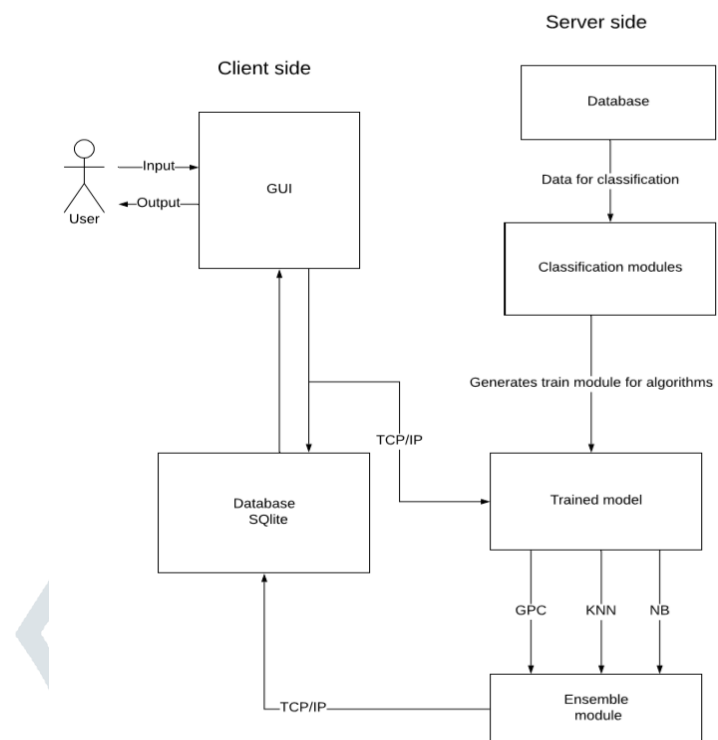 Server side
Client side
Database
Input
GUI
Output
User
Data for classification
Classification modules
Generates train module for algorithms
TCP/IP
Database
SQlite
Trained model
GPC
KNN
NB
Ensemble
module
TCP/IP